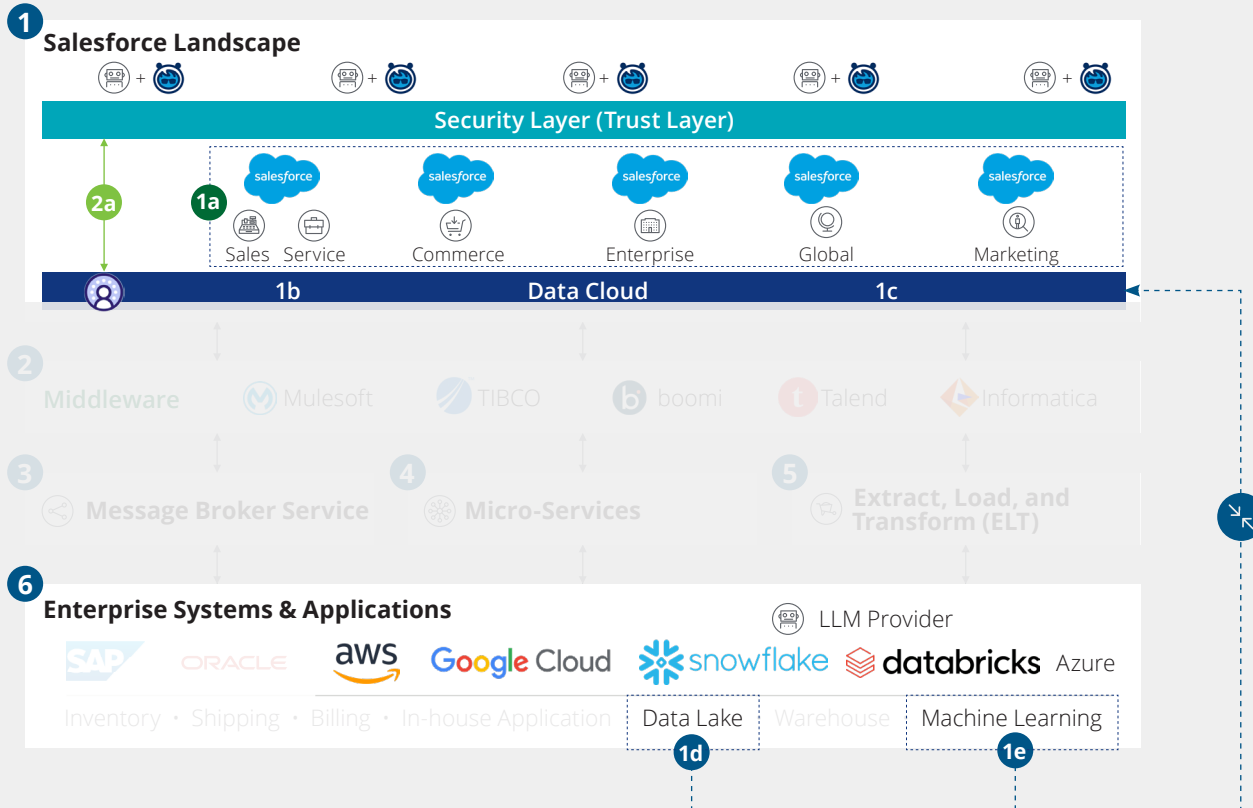 1
Salesforce Landscape
+ + + + +
Security Layer (Trust Layer)
2a
1a
salesforce salesforce salesforce salesforce salesforce
Sales Service Commerce Enterprise Global Marketing
1b Data Cloud 1c
2
Middleware Mulesoft TIBCO boomi Talend Informatica
3 4 5
Message Broker Service
Micro-Services
Extract, Load, and
Transform (ELT)
6
Enterprise Systems & Applications
LLM Provider
SAP ORACLE aws Google Cloud snowflake databricks Azure
Inventory • Shipping • Billing • In-house Application Data Lake Warehouse Machine Learning
1d 1e